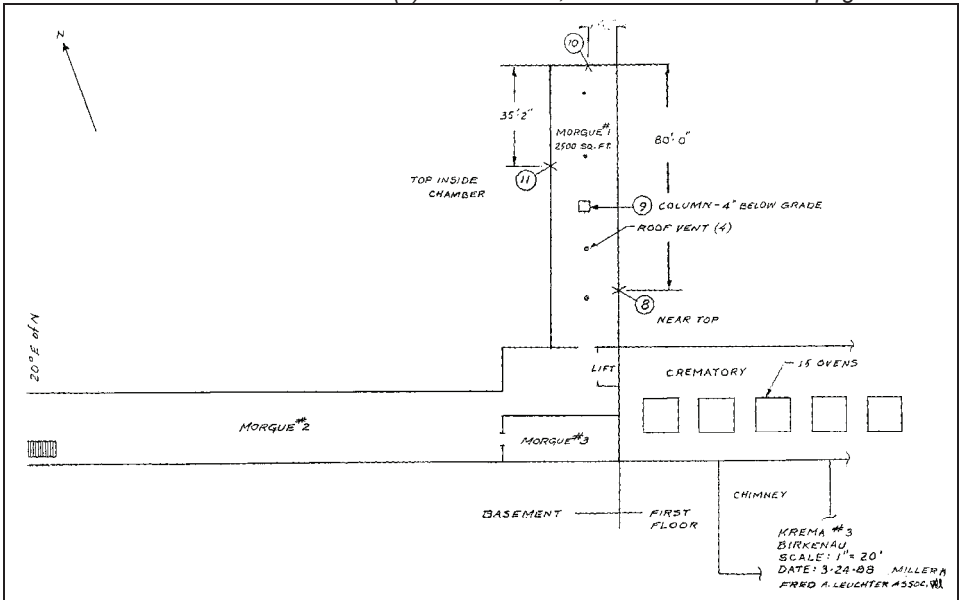 N
10
35'2"
MORGUE #1
2500 SQ. FT.
80'-0"
TOP INSIDE
CHAMBER
11
9 COLUMN - 4" BELOW GRADE
ROOF VENT (4)
8
NEAR TOP
20° E of N
LIFT
CREMATORY
15 OVENS
MORGUE #2
MORGUE #3
CHIMNEY
BASEMENT
FIRST
FLOOR
KREMA #3
BIRKENAU
SCALE: 1" = 20'
DATE: 3-24-88 MILLER
FRED A. LEUCHTER ASSOC.